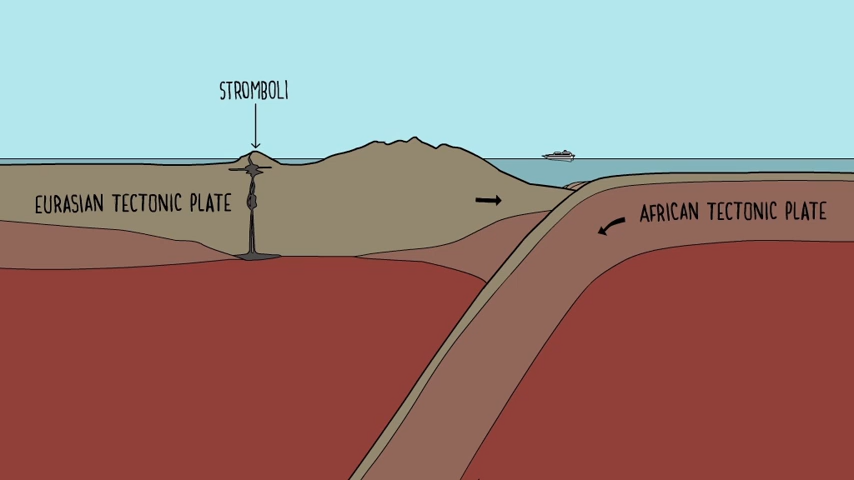 STROMBOLI
EURASIAN TECTONIC PLATE
AFRICAN TECTONIC PLATE